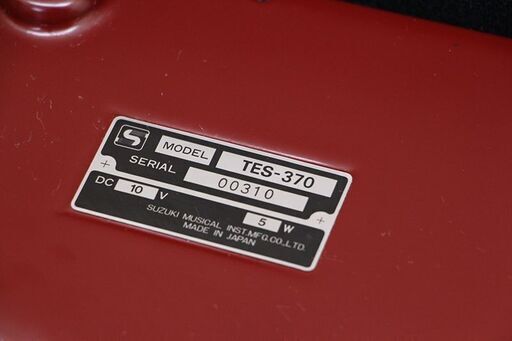 MODEL TES-370
SERIAL 00310
DC 10 V 5 W
SUZUKI MUSICAL INST.MFG.CO.,LTD.
MADE IN JAPAN